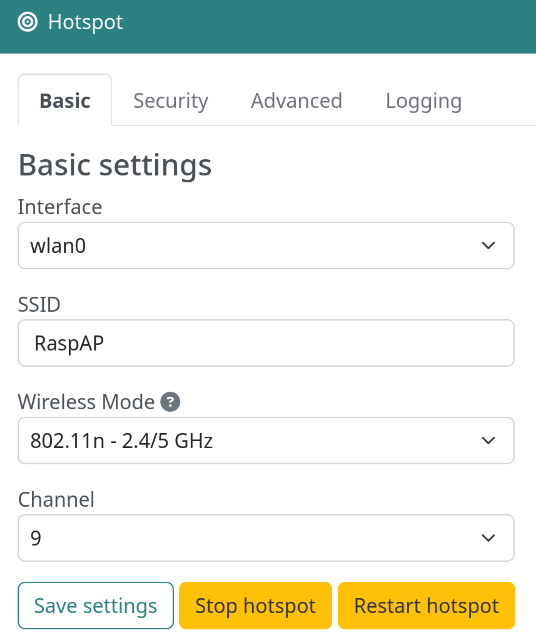 Hotspot
Basic Security Advanced Logging
Basic settings
Interface
wlan0
SSID
RaspAP
Wireless Mode ?
802.11n - 2.4/5 GHz
Channel
9
Save settings Stop hotspot Restart hotspot